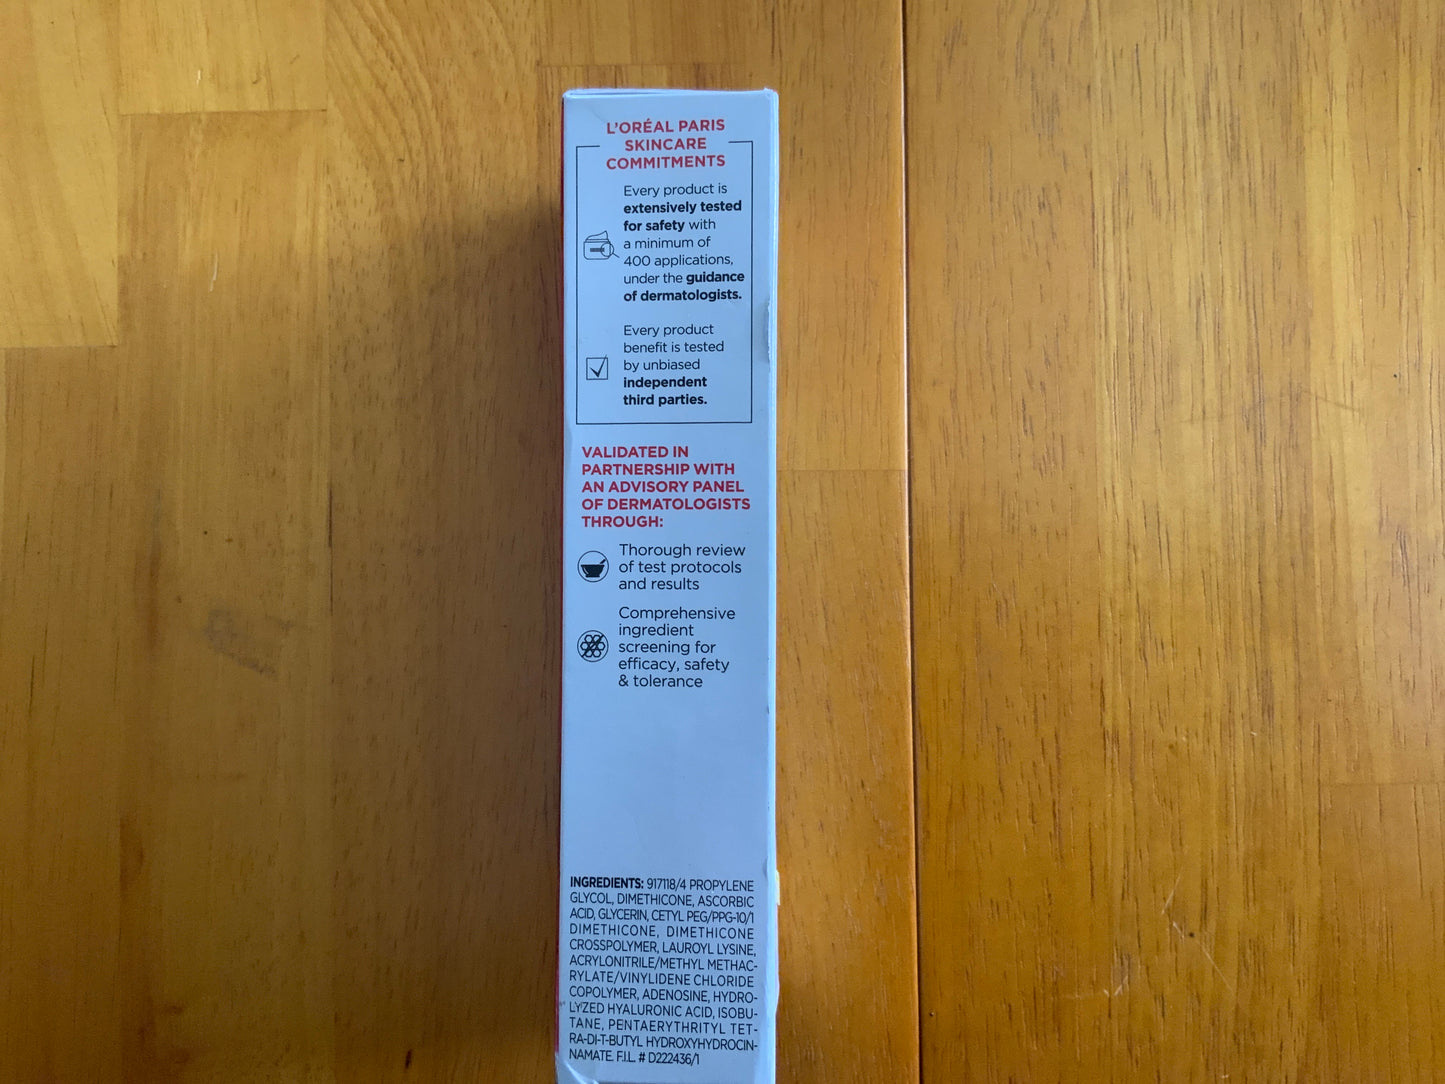 L'ORÉAL PARIS
SKINCARE
COMMITMENTS
Every product is
extensively tested
for safety with
a minimum of
400 applications,
under the guidance
of dermatologists.
Every product
benefit is tested
by unbiased
independent
third parties.
VALIDATED IN
PARTNERSHIP WITH
AN ADVISORY PANEL
OF DERMATOLOGISTS
THROUGH:
Thorough review
of test protocols
and results
Comprehensive
ingredient
screening for
efficacy, safety
& tolerance
INGREDIENTS: 917118/4 PROPYLENE
GLYCOL, DIMETHICONE, ASCORBIC
ACID, GLYCERIN, CETYL PEG/PPG-10/1
DIMETHICONE, DIMETHICONE
CROSSPOLYMER, LAUROYL LYSINE,
ACRYLONITRILE/METHYL METHAC-
RYLATE/VINYLIDENE CHLORIDE
COPOLYMER, ADENOSINE, HYDRO-
LYZED HYALURONIC ACID, ISOBU-
TANE, PENTAERYTHRITYL TET-
RA-DI-T-BUTYL HYDROXYHYDROCIN-
NAMATE. F.I.L. # D222436/1